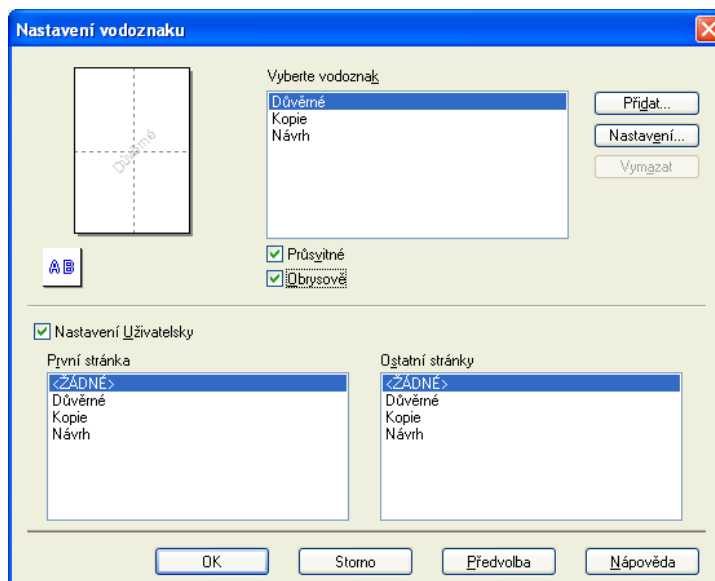 Nastavení vodoznaku
Vyberte vodoznak
Důvěrné
Důvěrné
Kopie
Návrh
Přidat...
Nastavení...
Vymazat
Průsvitné
AB
Obrysově
Nastavení Uživatelsky
První stránka
Ostatní stránky
<ŽÁDNÉ>
<ŽÁDNÉ>
Důvěrné
Důvěrné
Kopie
Kopie
Návrh
Návrh
OK
Storno
Předvolba
Nápověda